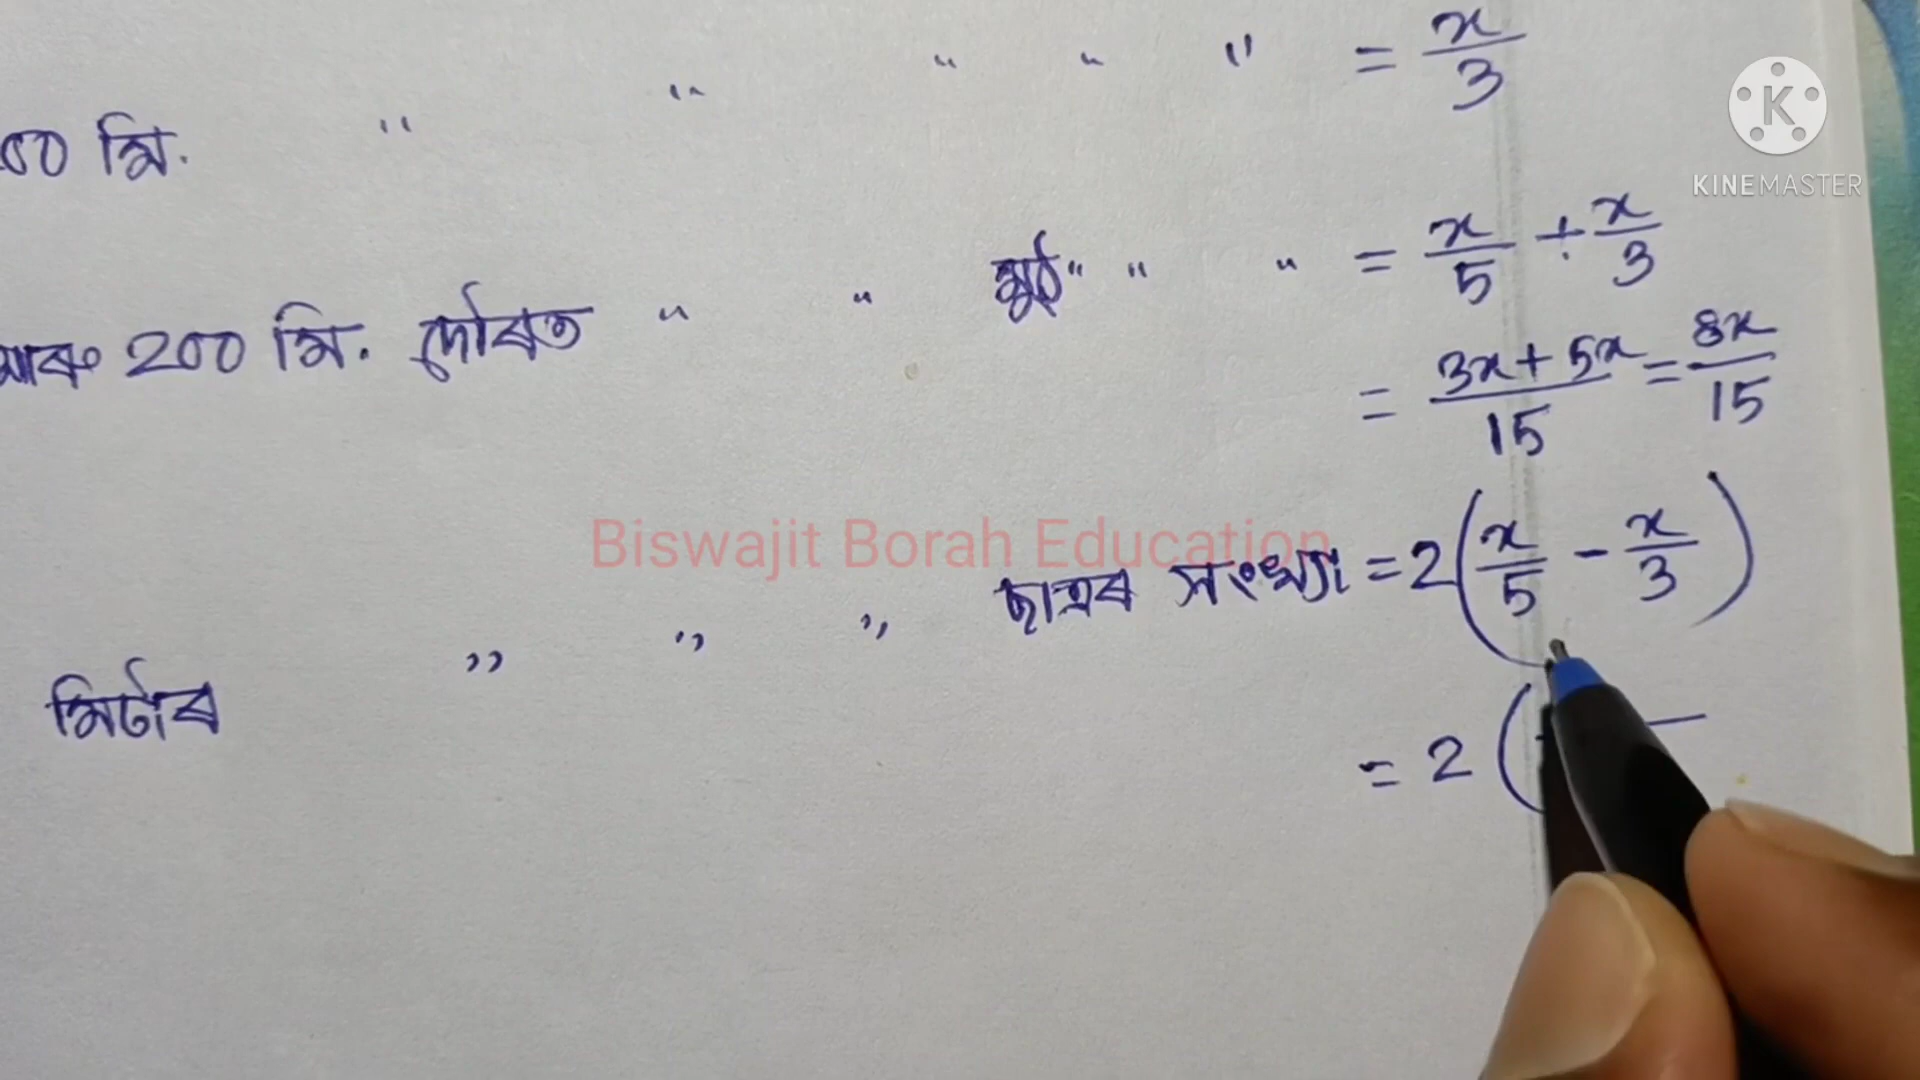 " " " " = x/3
00 মি. "
KINEMASTER
আৰু 200 মি. দৌৰত " " মুঠ " " " = x/5 + x/3
= 3x + 5x/15 = 8x/15
Biswajit Borah Education
মিটাৰ " " " ছাত্ৰৰ সংখ্যা = 2(x/5 - x/3)
= 2(